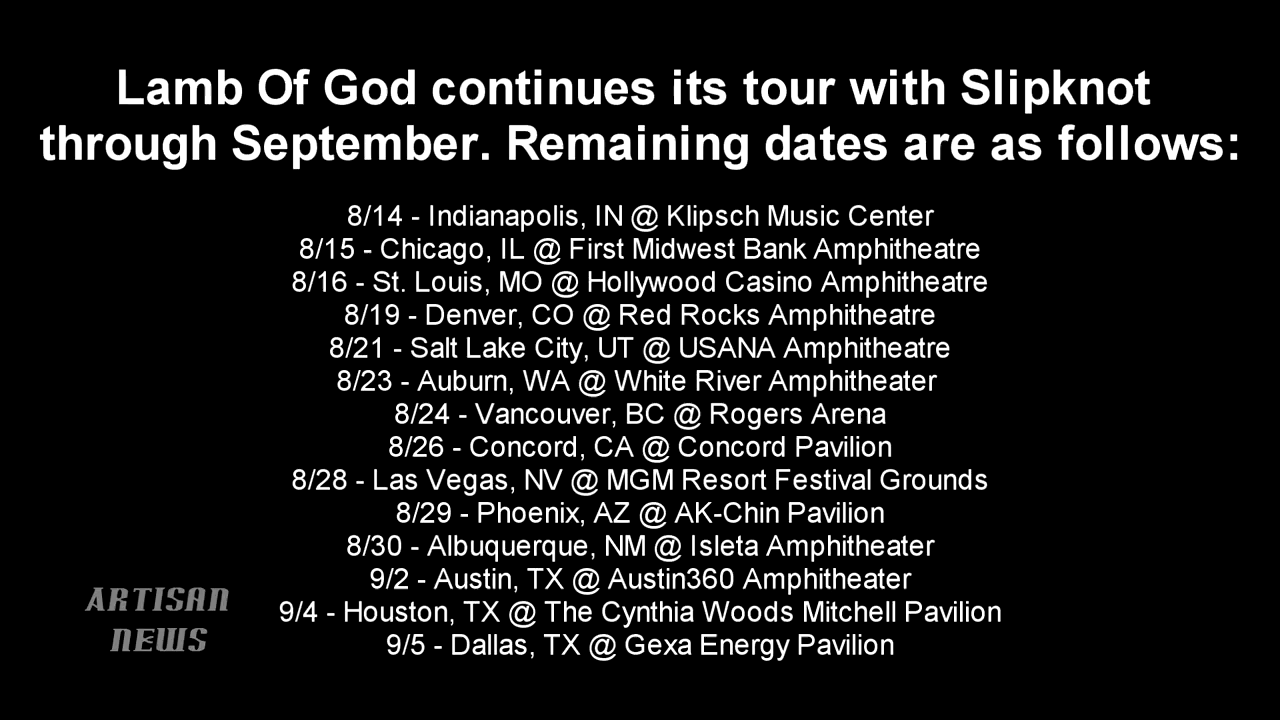 Lamb Of God continues its tour with Slipknot
through September. Remaining dates are as follows:
8/14 - Indianapolis, IN @ Klipsch Music Center
8/15 - Chicago, IL @ First Midwest Bank Amphitheatre
8/16 - St. Louis, MO @ Hollywood Casino Amphitheatre
8/19 - Denver, CO @ Red Rocks Amphitheatre
8/21 - Salt Lake City, UT @ USANA Amphitheatre
8/23 - Auburn, WA @ White River Amphitheater
8/24 - Vancouver, BC @ Rogers Arena
8/26 - Concord, CA @ Concord Pavilion
8/28 - Las Vegas, NV @ MGM Resort Festival Grounds
8/29 - Phoenix, AZ @ AK-Chin Pavilion
8/30 - Albuquerque, NM @ Isleta Amphitheater
9/2 - Austin, TX @ Austin360 Amphitheater
9/4 - Houston, TX @ The Cynthia Woods Mitchell Pavilion
9/5 - Dallas, TX @ Gexa Energy Pavilion
ARTISAN
NEWS